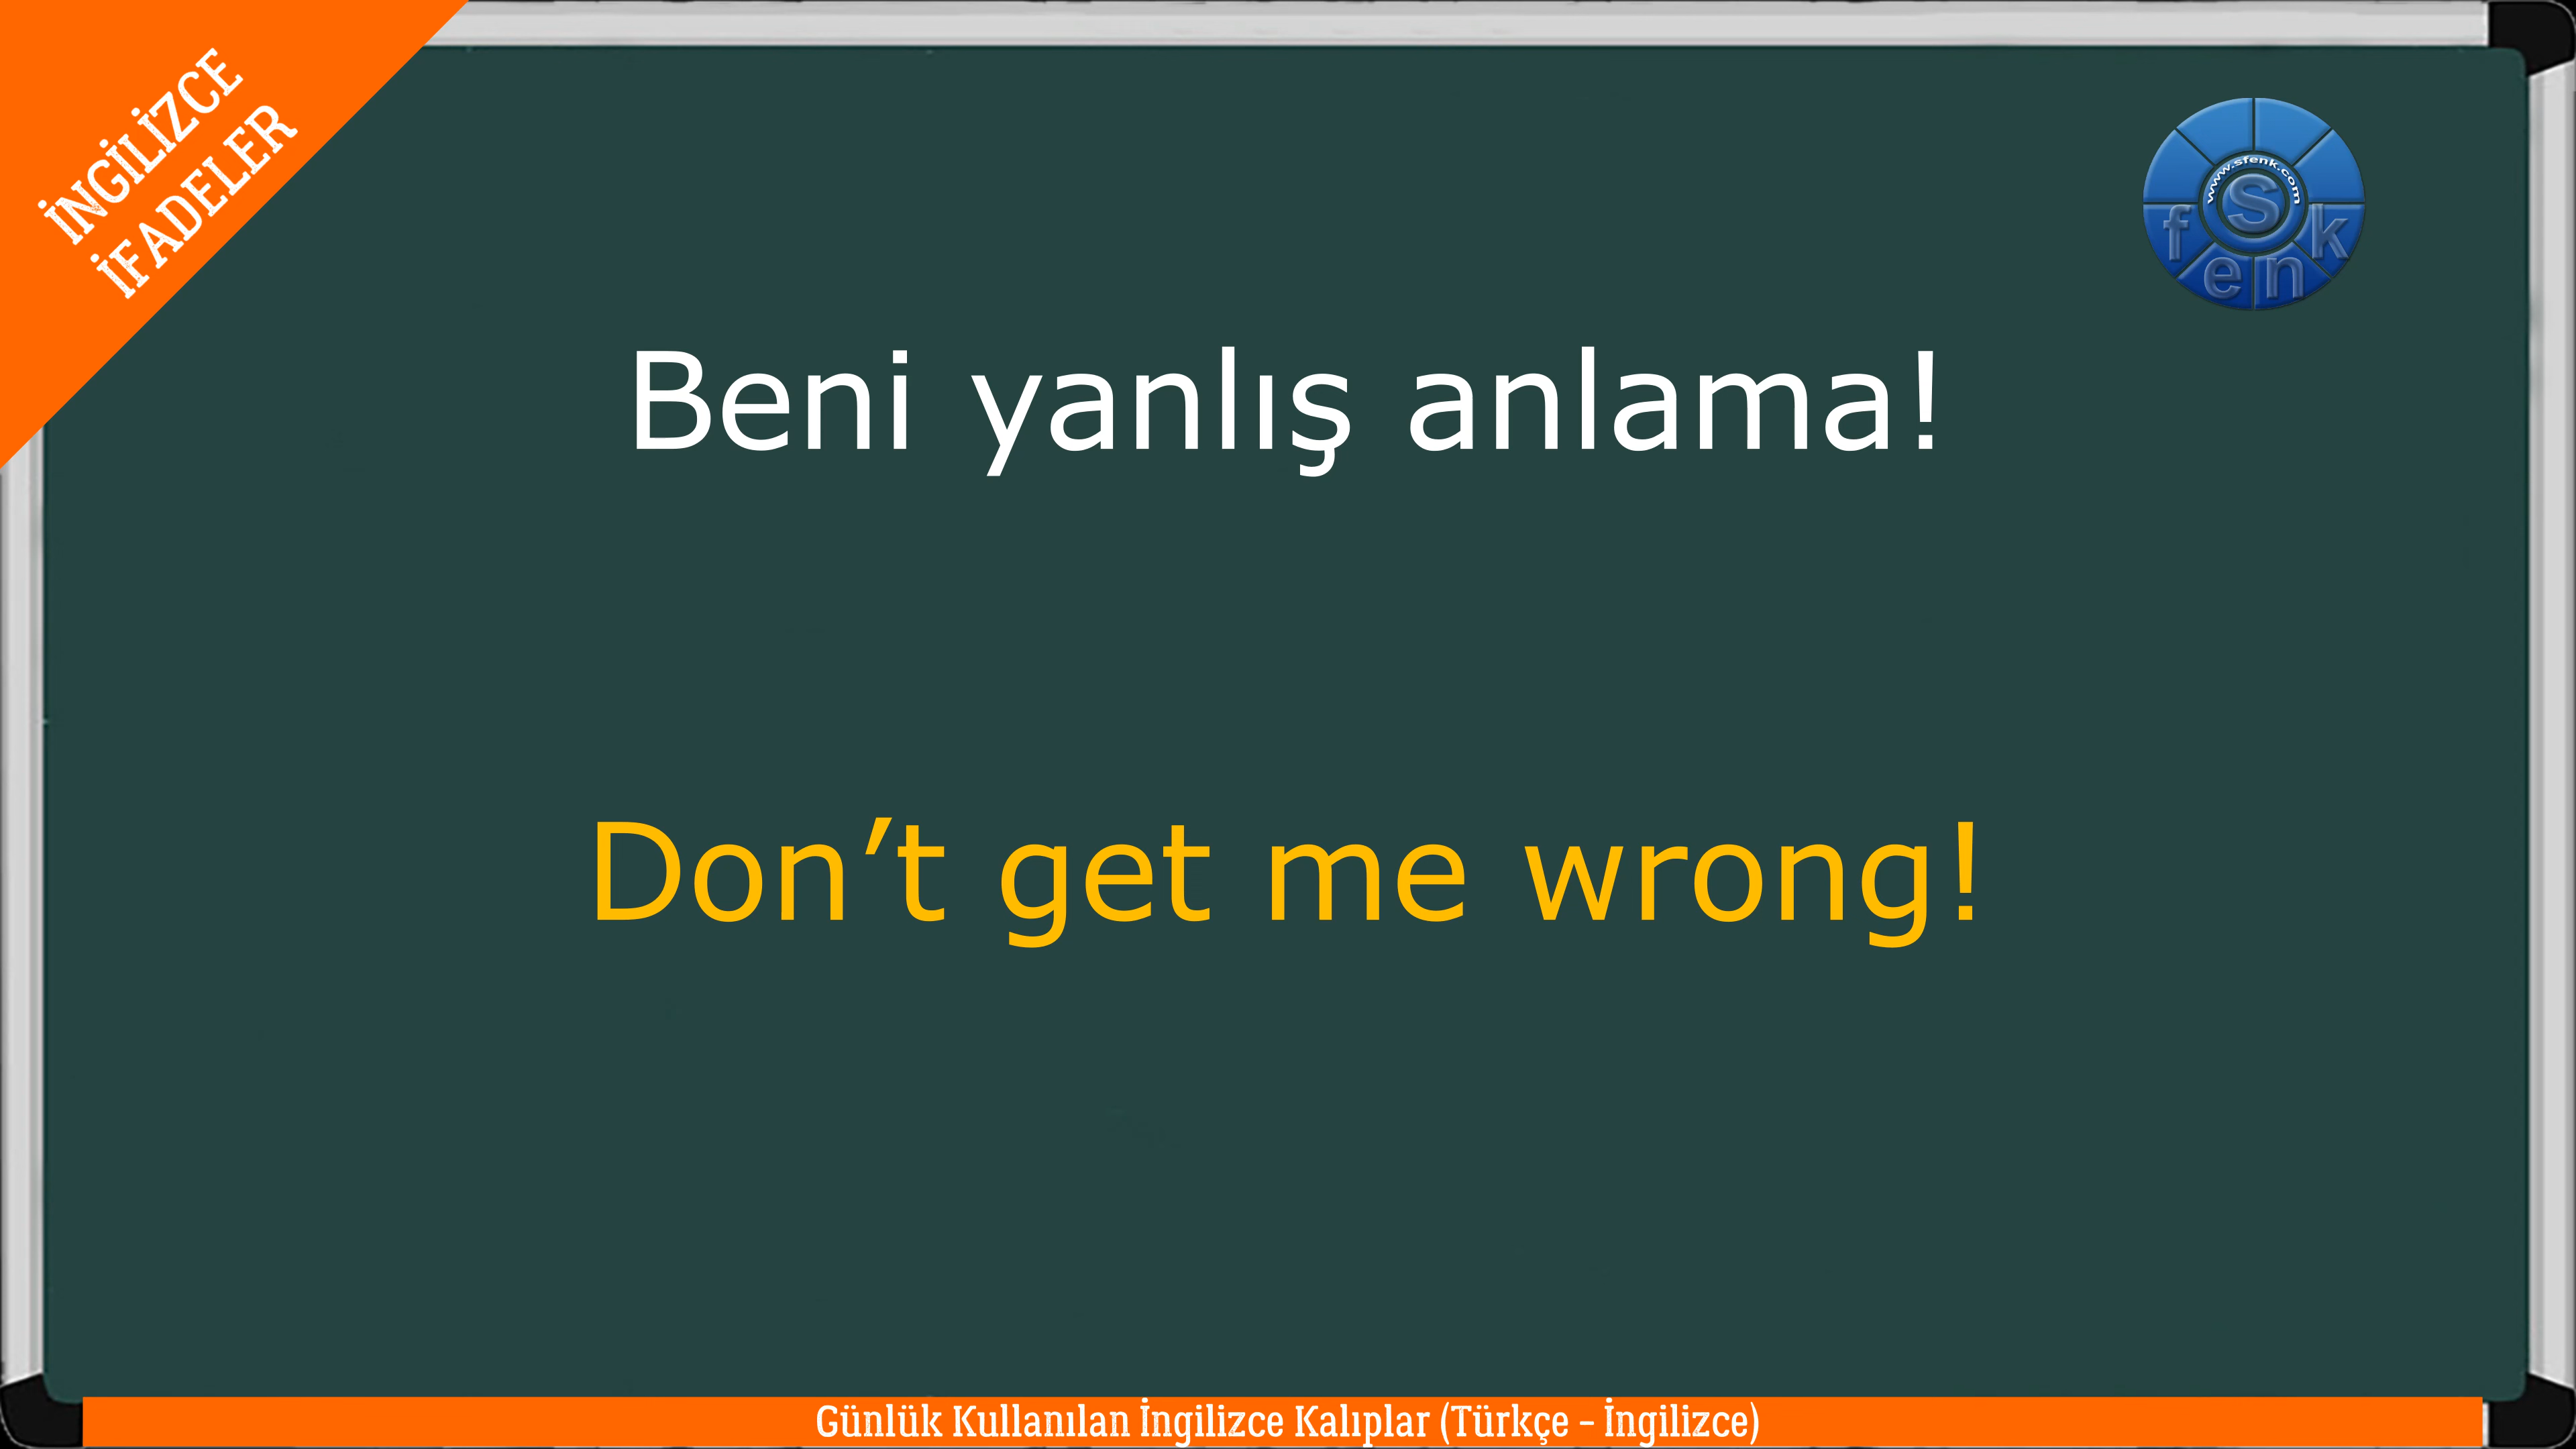 İNGİLİZCE
İFADELER
www.sfenk.com
S
f e n k
Beni yanlış anlama!
Don’t get me wrong!
Günlük Kullanılan İngilizce Kalıplar (Türkçe – İngilizce)